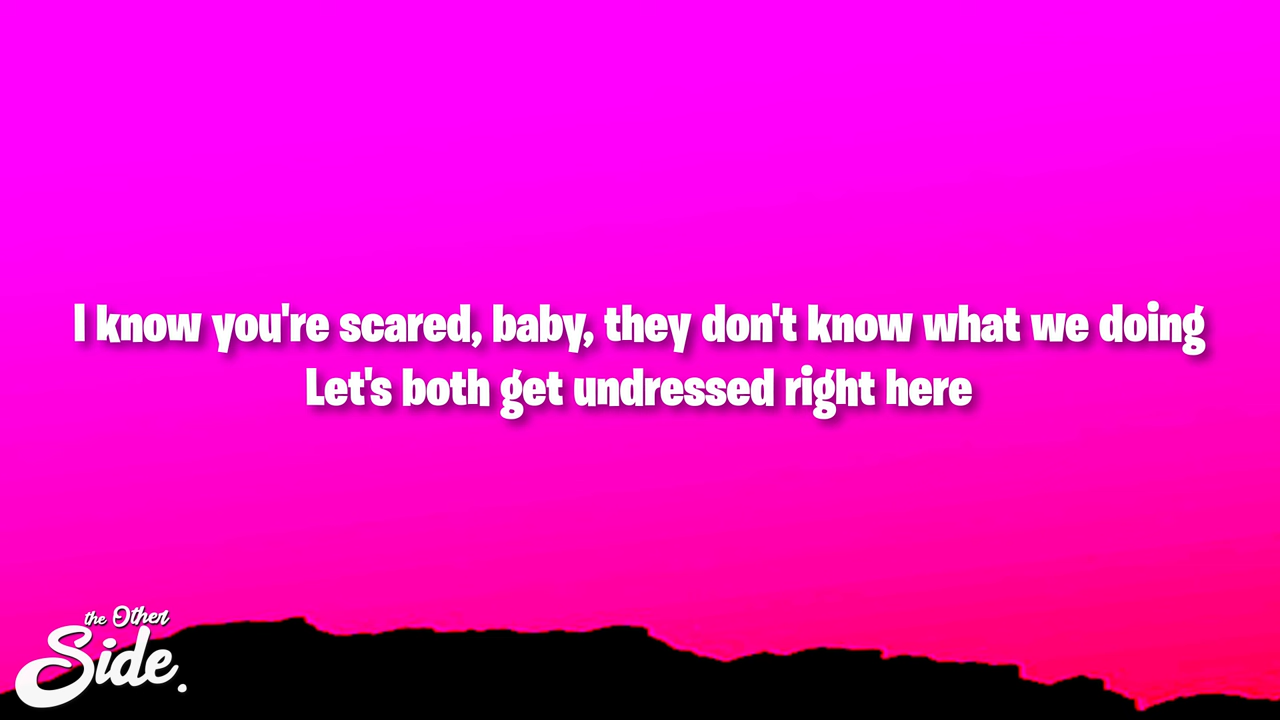 I know you're scared, baby, they don't know what we doing
Let's both get undressed right here
the Other
Side.